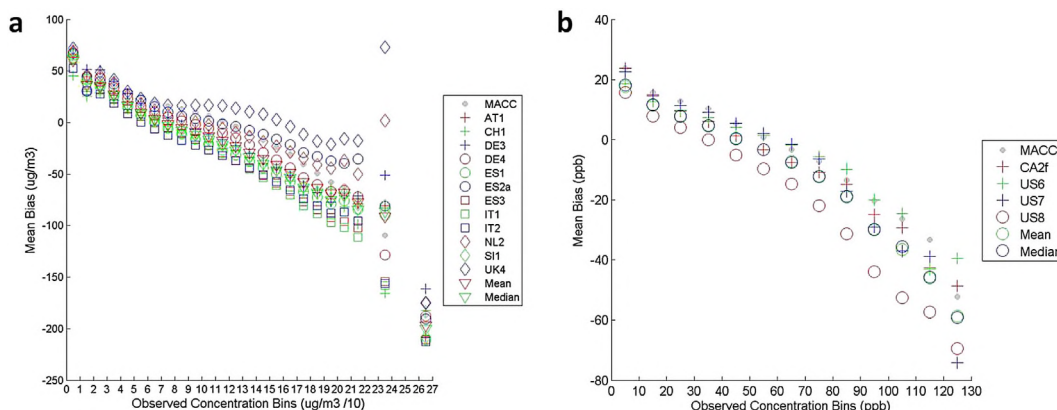 a
100
50
0
-50
-100
-150
-200
-250
Mean Bias (ug/m3)
0 1 2 3 4 5 6 7 8 9 10 11 12 13 14 15 16 17 18 19 20 21 22 23 24 25 26 27
Observed Concentration Bins (ug/m3 /10)
MACC
AT1
CH1
DE3
DE4
ES1
ES2a
ES3
IT1
IT2
NL2
SI1
UK4
Mean
Median
b
40
20
0
-20
-40
-60
-80
Mean Bias (ppb)
0 10 20 30 40 50 60 70 80 90 100 110 120 130
Observed Concentration Bins (ppb)
MACC
CA2f
US6
US7
US8
Mean
Median